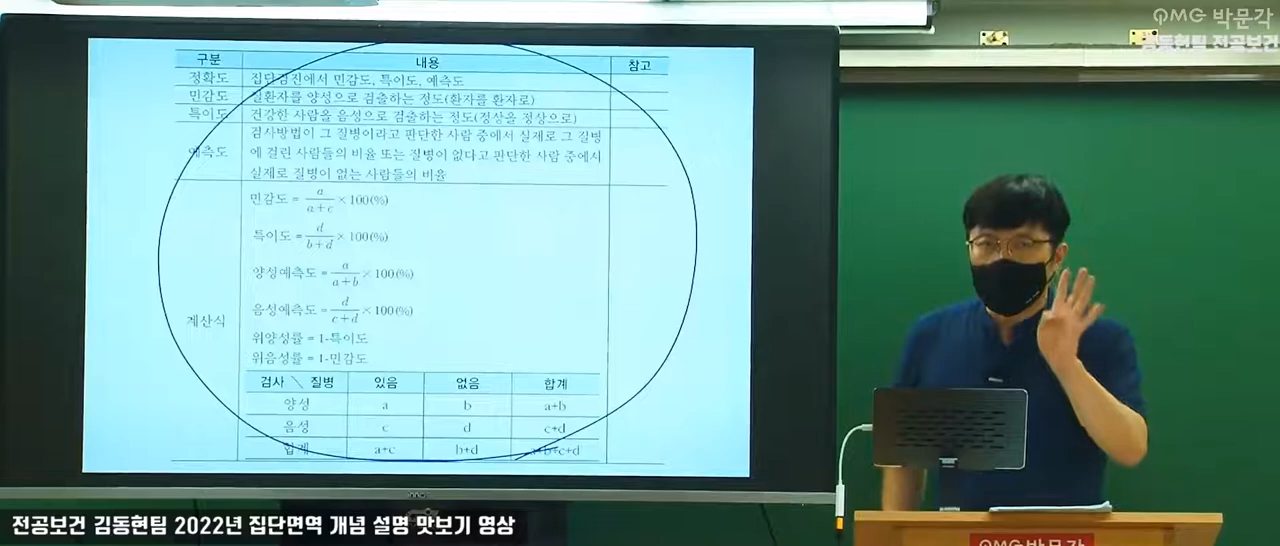 PMG 박문각
김동현팀 전공보건
구분 내용 참고
정확도 집단검진에서 민감도, 특이도, 예측도
민감도 질환자를 양성으로 검출하는 정도(환자를 환자로)
특이도 건강한 사람을 음성으로 검출하는 정도(정상을 정상으로)
검사방법이 그 질병이라고 판단한 사람 중에서 실제로 그 질병
예측도 에 걸린 사람들의 비율 또는 질병이 없다고 판단한 사람 중에서
실제로 질병이 없는 사람들의 비율
민감도 = a/a+c × 100(%)
특이도 = d/b+d × 100(%)
양성예측도 = a/a+b × 100(%)
음성예측도 = d/c+d × 100(%)
계산식
위양성률 = 1-특이도
위음성률 = 1-민감도
검사 \ 질병 있음 없음 합계
양성 a b a+b
음성 c d c+d
합계 a+c b+d a+b+c+d
전공보건 김동현팀 2022년 집단면역 개념 설명 맛보기 영상
PMG 박문각